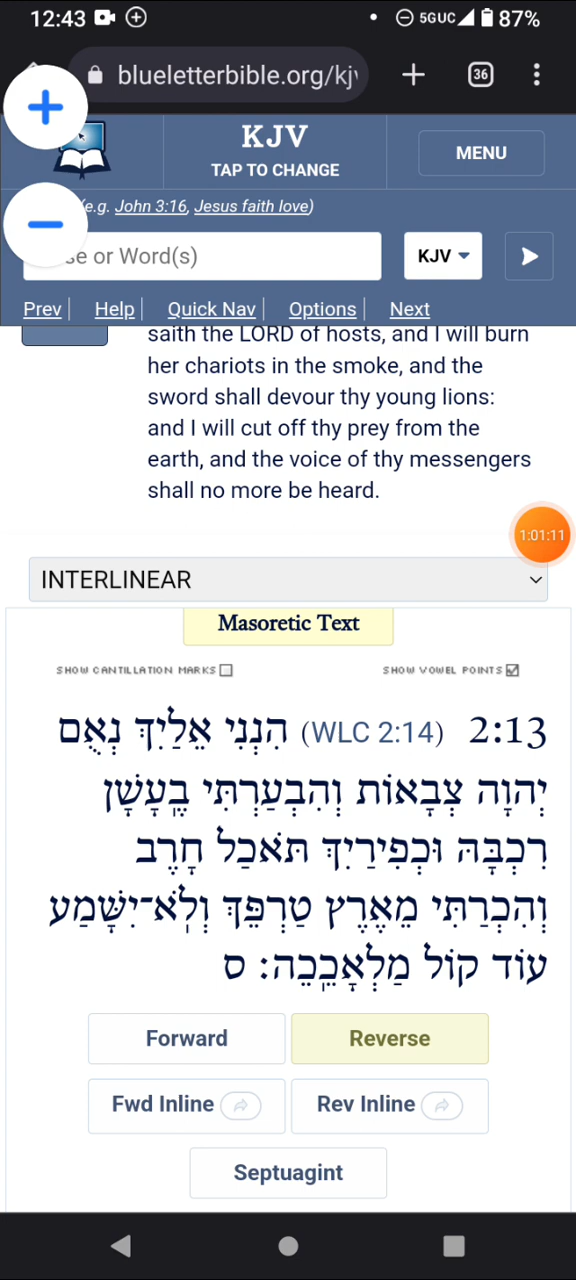 12:43
5GUC
87%
blueletterbible.org/kj
36
KJV
TAP TO CHANGE
MENU
(e.g. John 3:16, Jesus faith love)
or Word(s)
KJV
Prev
Help
Quick Nav
Options
Next
saith the LORD of hosts, and I will burn
her chariots in the smoke, and the
sword shall devour thy young lions:
and I will cut off thy prey from the
earth, and the voice of thy messengers
shall no more be heard.
1:01:11
INTERLINEAR
Masoretic Text
SHOW CANTILLATION MARKS
SHOW VOWEL POINTS
2:13 (WLC 2:14) הִנְנִי אֵלַיִךְ נְאֻם
יְהוָה צְבָאוֹת וְהִבְעַרְתִּי בֶעָשָׁן
רִכְבָּהּ וּכְפִירַיִךְ תֹּאכַל חָרֶב
וְהִכְרַתִּי מֵאֶרֶץ טַרְפֵּךְ וְלֹא־יִשָּׁמַע
עוֹד קוֹל מַלְאָכֵכֵה׃ ס
Forward
Reverse
Fwd Inline
Rev Inline
Septuagint